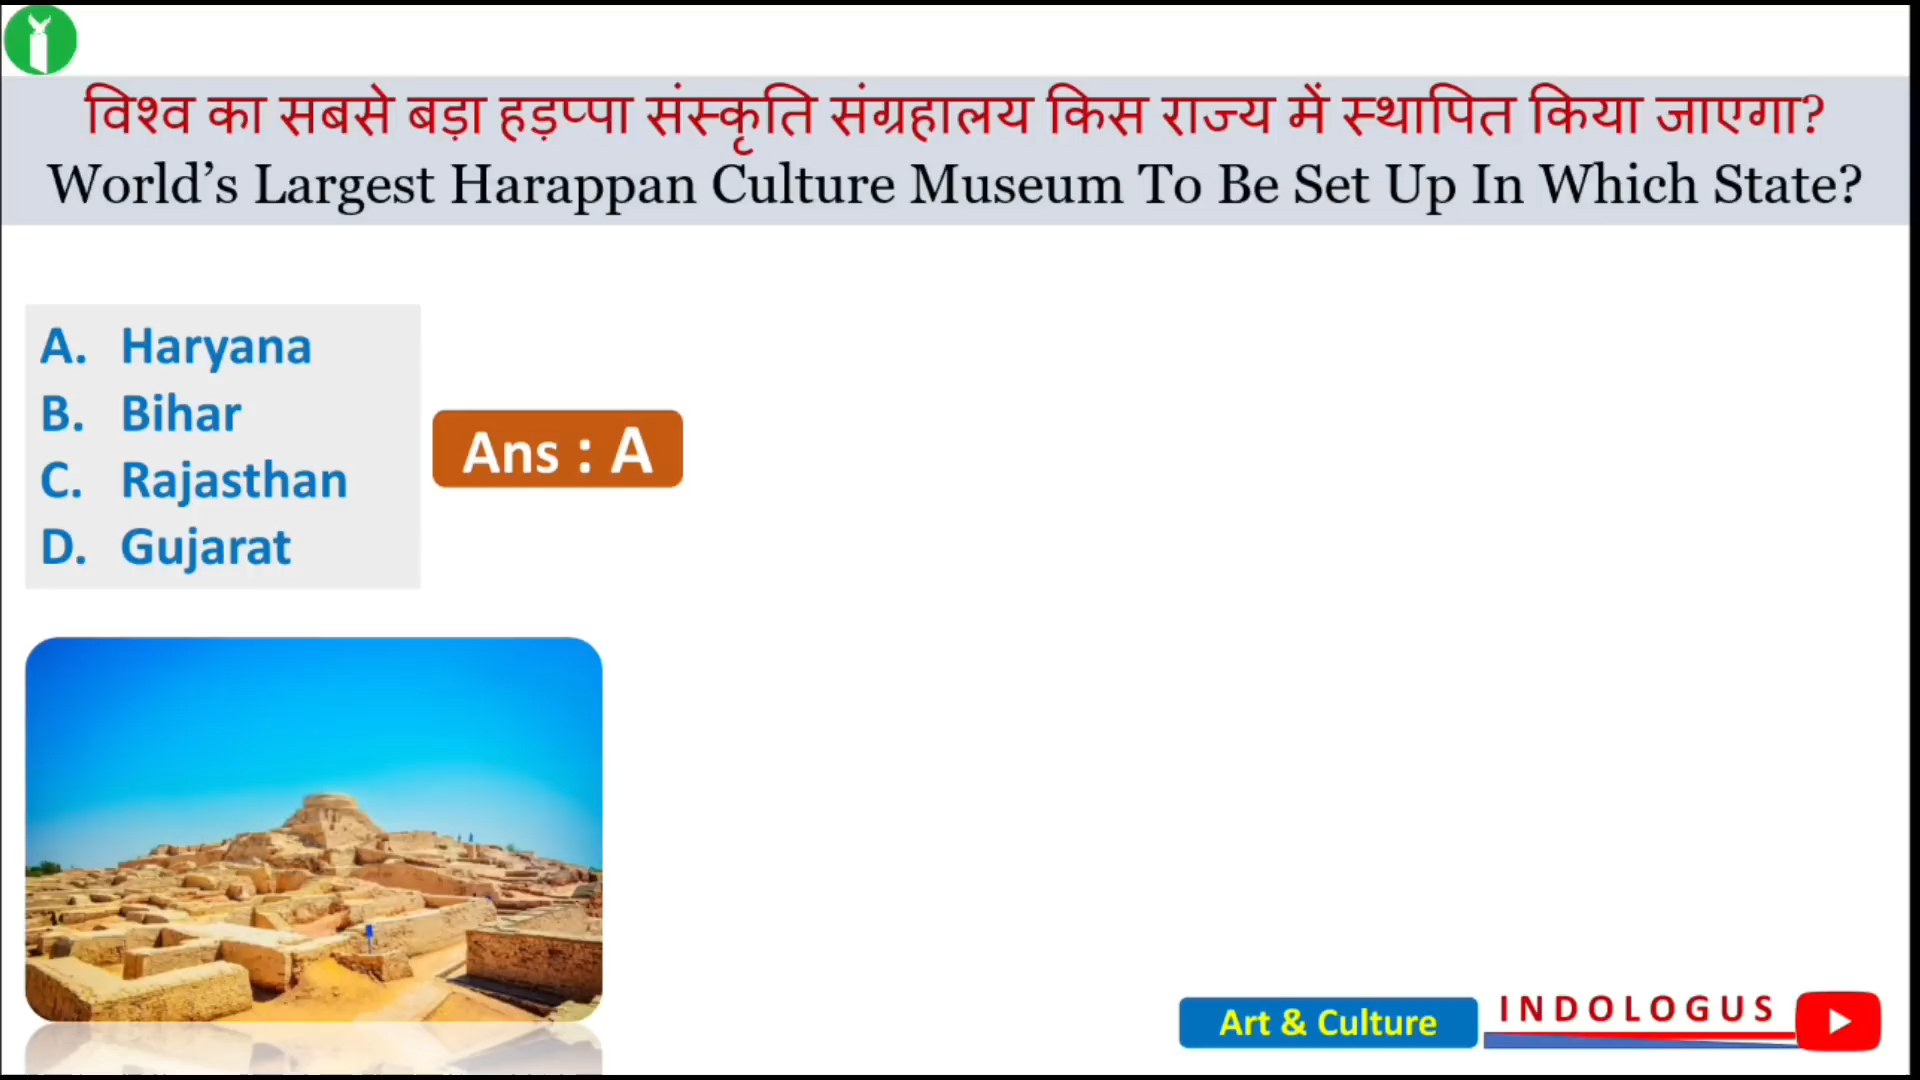 विश्व का सबसे बड़ा हड़प्पा संस्कृति संग्रहालय किस राज्य में स्थापित किया जाएगा?
World’s Largest Harappan Culture Museum To Be Set Up In Which State?
A. Haryana
B. Bihar
C. Rajasthan
D. Gujarat
Ans : A
Art & Culture
INDOLOGUS